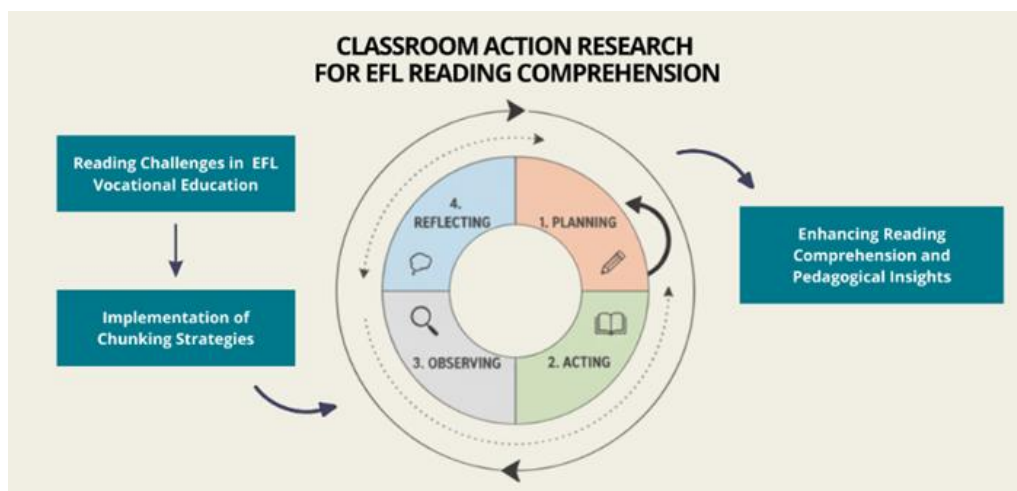 CLASSROOM ACTION RESEARCH
FOR EFL READING COMPREHENSION
Reading Challenges in EFL
Vocational Education
Implementation of
Chunking Strategies
4.
REFLECTING
1. PLANNING
3. OBSERVING
2. ACTING
Enhancing Reading
Comprehension and
Pedagogical Insights